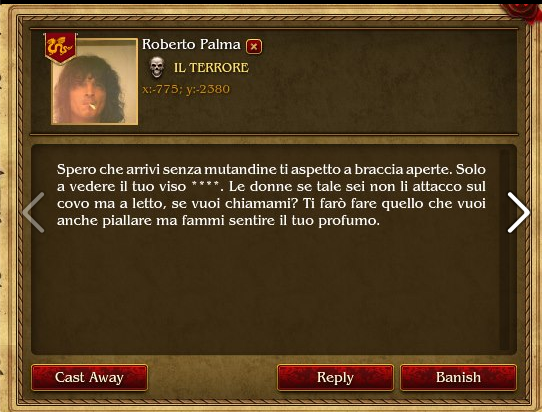 Roberto Palma
IL TERRORE
x:-775; y:-2380
Spero che arrivi senza mutandine ti aspetto a braccia aperte. Solo
a vedere il tuo viso ****. Le donne se tale sei non li attacco sul
covo ma a letto, se vuoi chiamami? Ti farò fare quello che vuoi
anche piallare ma fammi sentire il tuo profumo.
Cast Away
Reply
Banish